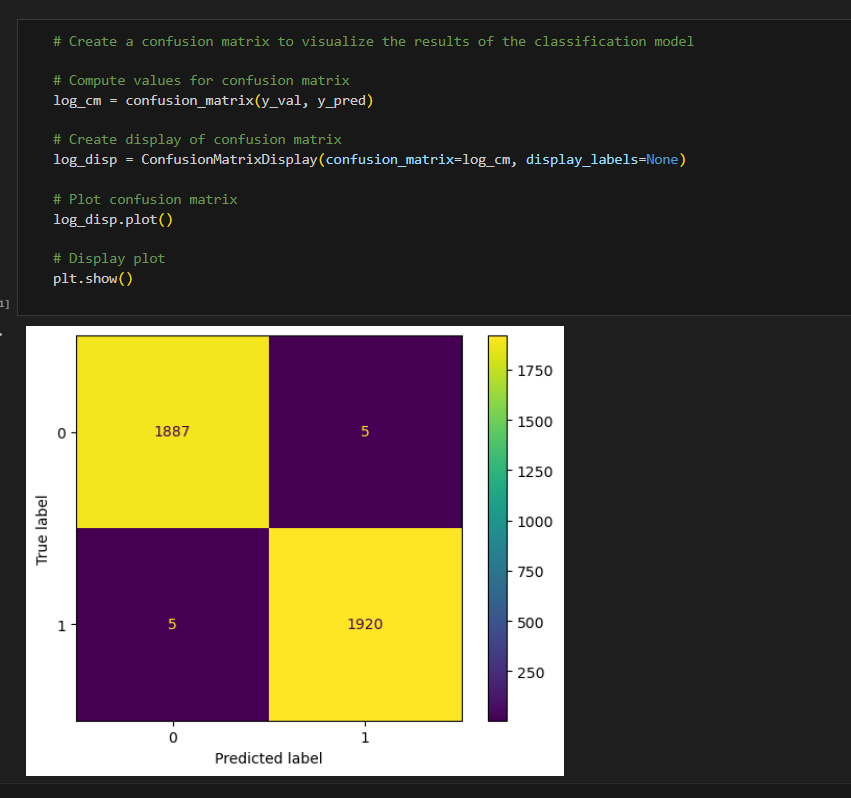 # Create a confusion matrix to visualize the results of the classification model
# Compute values for confusion matrix
log_cm = confusion_matrix(y_val, y_pred)
# Create display of confusion matrix
log_disp = ConfusionMatrixDisplay(confusion_matrix=log_cm, display_labels=None)
# Plot confusion matrix
log_disp.plot()
# Display plot
plt.show()
1]
1887 5
0
5 1920
1
0 1
True label
Predicted label
1750
1500
1250
1000
750
500
250